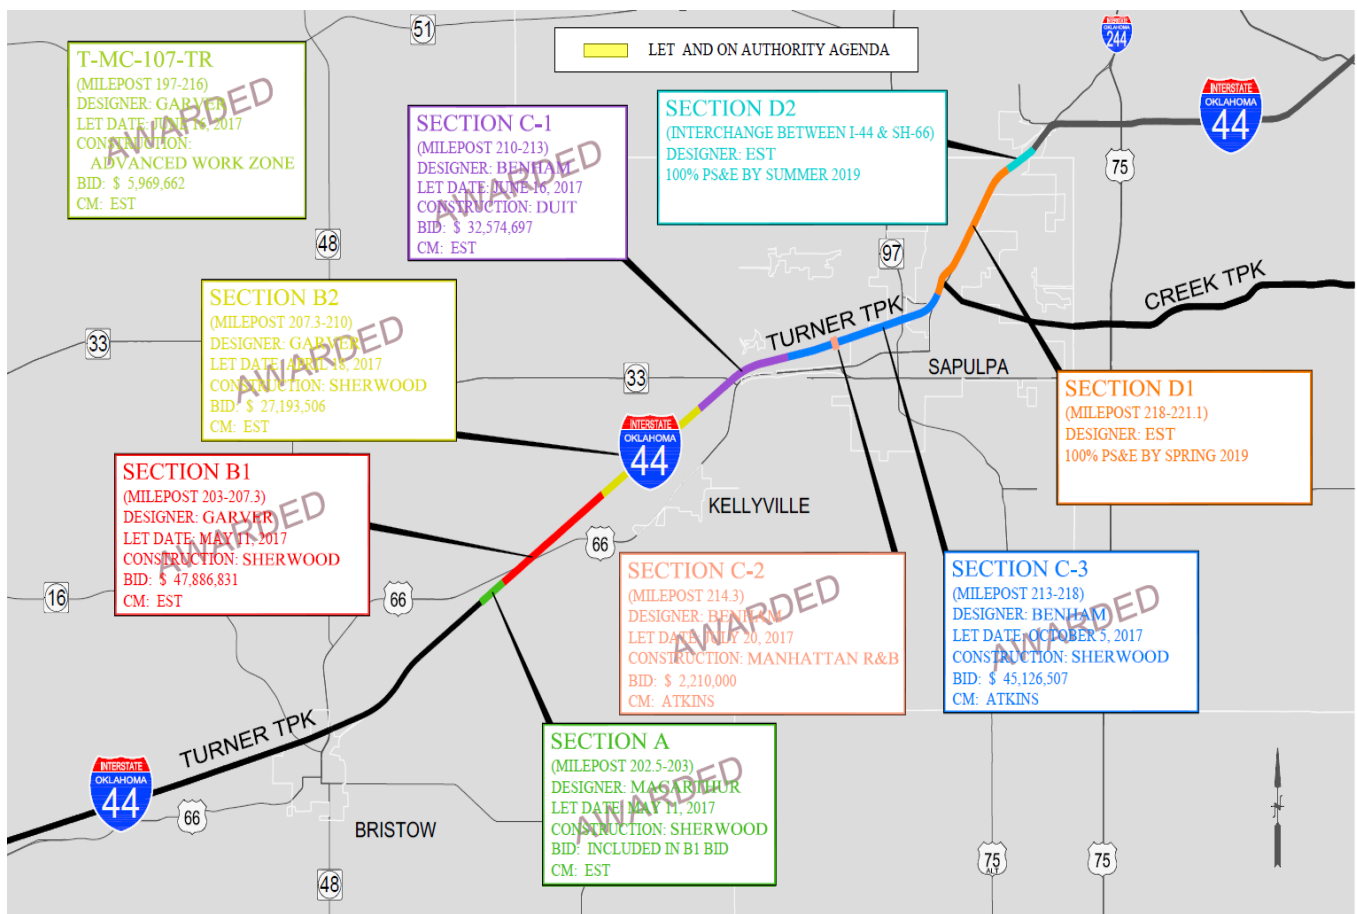 51
INTERSTATE
OKLAHOMA
244
LET AND ON AUTHORITY AGENDA
T-MC-107-TR
(MILEPOST 197-216)
DESIGNER: GARVER
LET DATE: JUNE 16, 2017
CONSTRUCTION:
ADVANCED WORK ZONE
BID: $ 5,969,662
CM: EST
AWARDED
SECTION C-1
(MILEPOST 210-213)
DESIGNER: BENHAM
LET DATE: JUNE 16, 2017
CONSTRUCTION: DUIT
BID: $ 32,574,697
CM: EST
AWARDED
SECTION D2
(INTERCHANGE BETWEEN I-44 & SH-66)
DESIGNER: EST
100% PS&E BY SUMMER 2019
INTERSTATE
OKLAHOMA
44
75
48
97
CREEK TPK
TURNER TPK
SECTION B2
(MILEPOST 207.3-210)
DESIGNER: GARVER
LET DATE: APRIL 18, 2017
CONSTRUCTION: SHERWOOD
BID: $ 27,193,506
CM: EST
AWARDED
33
33
SAPULPA
SECTION D1
(MILEPOST 218-221.1)
DESIGNER: EST
100% PS&E BY SPRING 2019
INTERSTATE
OKLAHOMA
44
SECTION B1
(MILEPOST 203-207.3)
DESIGNER: GARVER
LET DATE: MAY 11, 2017
CONSTRUCTION: SHERWOOD
BID: $ 47,886,831
CM: EST
AWARDED
KELLYVILLE
66
16
66
SECTION C-2
(MILEPOST 214.3)
DESIGNER: BENHAM
LET DATE: JULY 20, 2017
CONSTRUCTION: MANHATTAN R&B
BID: $ 2,210,000
CM: ATKINS
AWARDED
SECTION C-3
(MILEPOST 213-218)
DESIGNER: BENHAM
LET DATE: OCTOBER 5, 2017
CONSTRUCTION: SHERWOOD
BID: $ 45,126,507
CM: ATKINS
AWARDED
TURNER TPK
SECTION A
(MILEPOST 202.5-203)
DESIGNER: MACARTHUR
LET DATE: MAY 11, 2017
CONSTRUCTION: SHERWOOD
BID: INCLUDED IN B1 BID
CM: EST
AWARDED
INTERSTATE
OKLAHOMA
44
66
BRISTOW
48
75
ALT
75
N